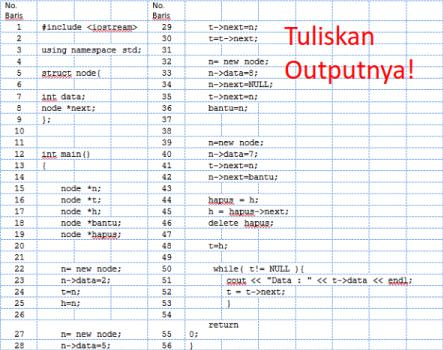 No.
Baris
1 #include <iostream>
2
3 using namespace std;
4
5 struct node{
6
7 int data;
8 node *next;
9 };
10
11
12 int main()
13 {
14
15 node *n;
16 node *t;
17 node *h;
18 node *bantu;
19 node *hapus;
20
21
22 n= new node;
23 n->data=2;
24 t=n;
25 h=n;
26
27 n= new node;
28 n->data=5;
No.
Baris
29 t->next=n;
30 t=t->next;
31
32 n= new node;
33 n->data=8;
34 n->next=NULL;
35 t->next=n;
36 bantu=n;
37
38
39 n=new node;
40 n->data=7;
41 t->next=n;
42 n->next=bantu;
43
44 hapus = h;
45 h = hapus->next;
46 delete hapus;
47
48 t=h;
49
50 while( t!= NULL ){
51 cout << "Data : " << t->data << endl;
52 t = t->next;
53 }
54
return
55 0;
56 }
Tuliskan
Outputnya!